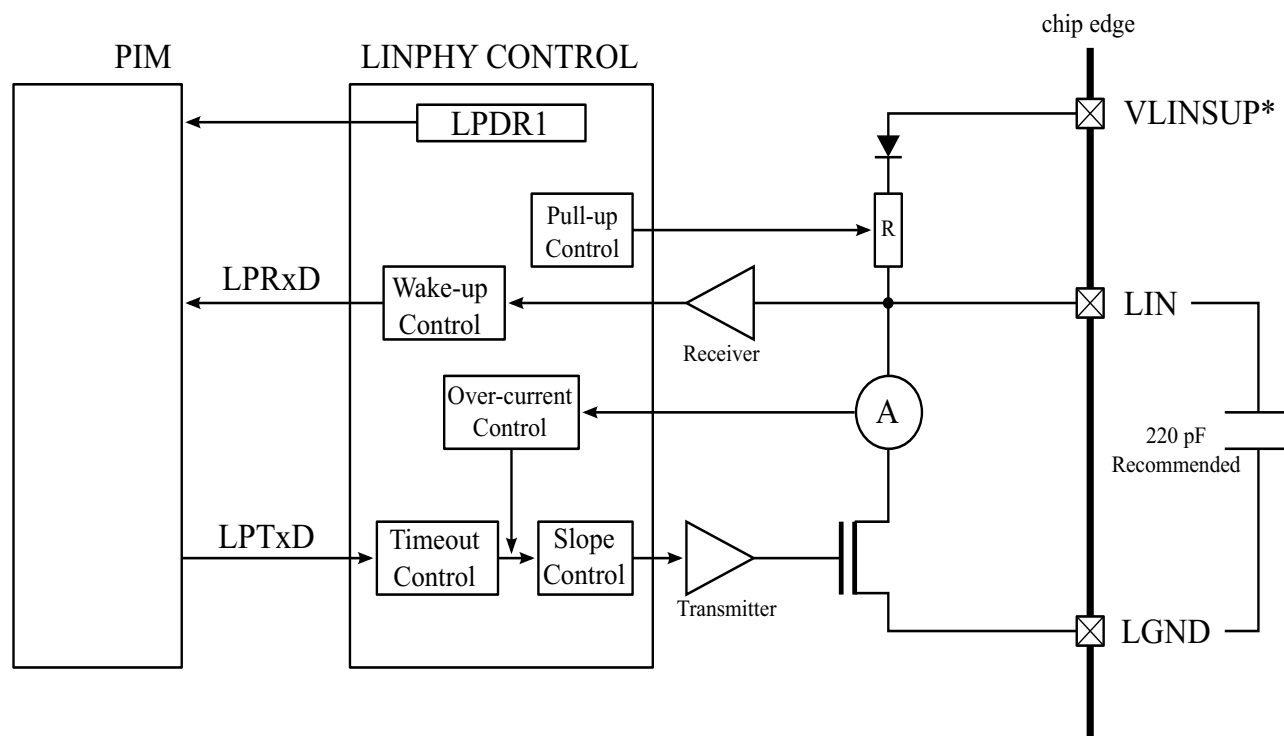 chip edge
PIM
LINPHY CONTROL
LPDR1
VLINSUP*
Pull-up
Control
R
LPRxD
Wake-up
Control
Receiver
LIN
Over-current
Control
A
220 pF
Recommended
LPTxD
Timeout
Control
Slope
Control
Transmitter
LGND